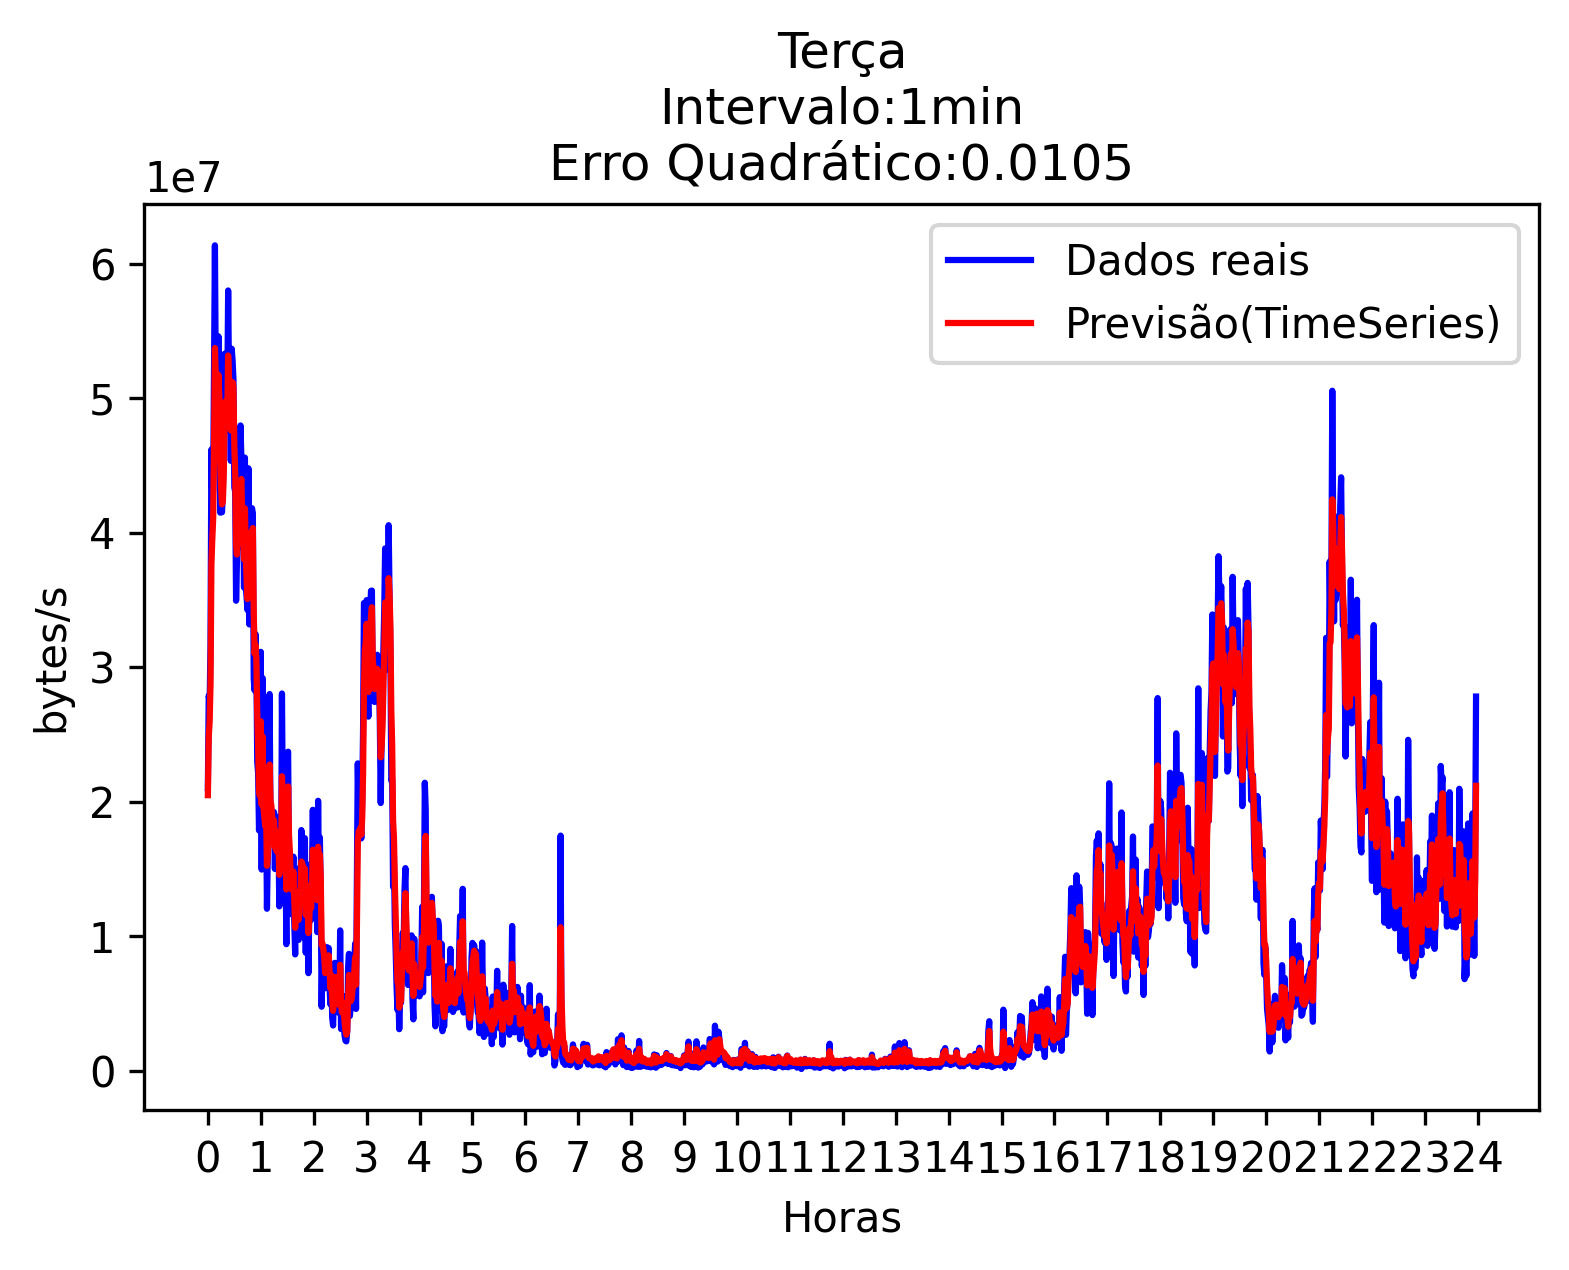 Terça
Intervalo:1min
Erro Quadrático:0.0105
1e7
Dados reais
Previsão(TimeSeries)
6
5
4
3
2
1
0
bytes/s
0 1 2 3 4 5 6 7 8 9 10 11 12 13 14 15 16 17 18 19 20 21 22 23 24
Horas